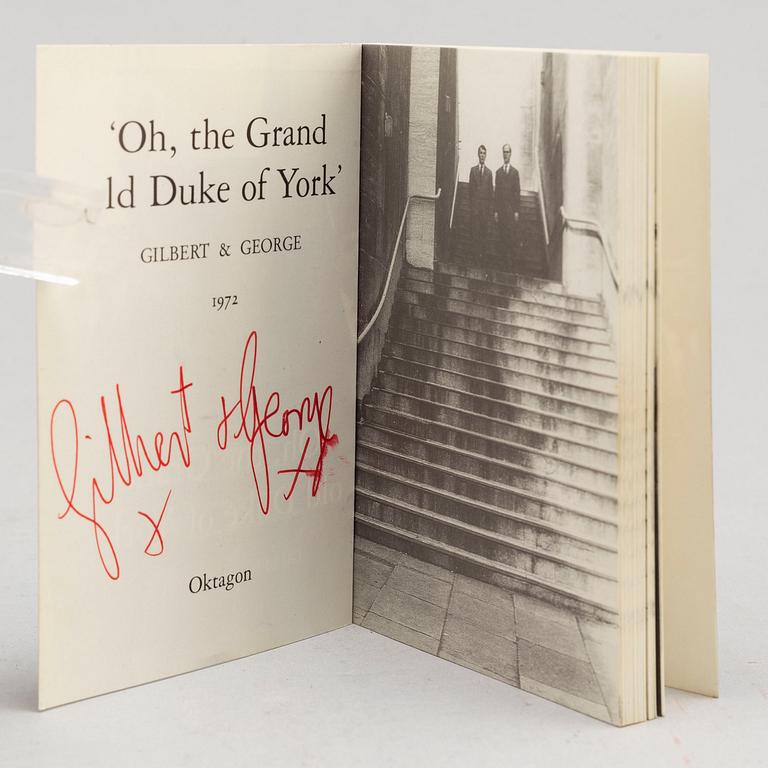 ‘Oh, the Grand
ld Duke of York’
GILBERT & GEORGE
1972
Gilbert & George
x x
Oktagon